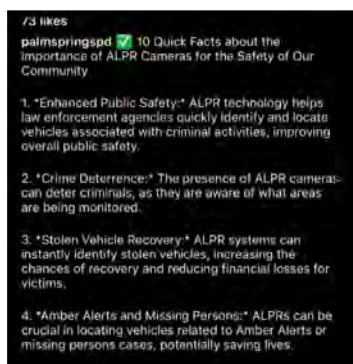 73 likes
palmspringspd ✅ 10 Quick Facts about the
Importance of ALPR Cameras for the Safety of Our
Community
1. *Enhanced Public Safety:* ALPR technology helps
law enforcement agencies quickly identify and locate
vehicles associated with criminal activities, improving
overall public safety.
2. *Crime Deterrence:* The presence of ALPR cameras
can deter criminals, as they are aware of what areas
are being monitored.
3. *Stolen Vehicle Recovery:* ALPR systems can
instantly identify stolen vehicles, increasing the
chances of recovery and reducing financial losses for
victims.
4. *Amber Alerts and Missing Persons:* ALPRs can be
crucial in locating vehicles related to Amber Alerts or
missing persons cases, potentially saving lives.